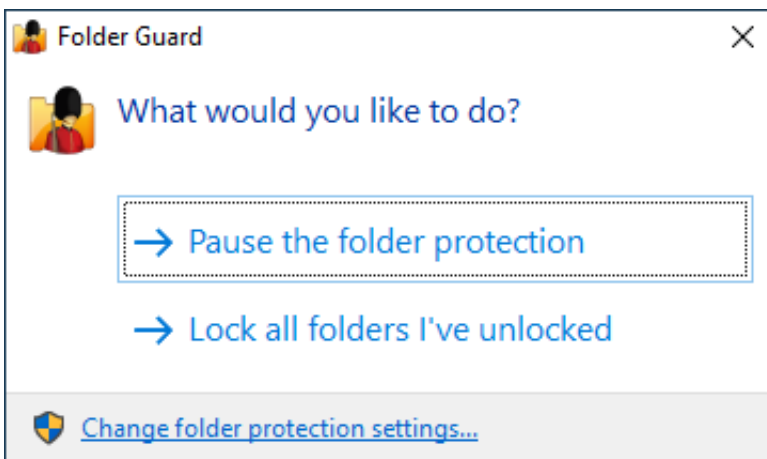 Folder Guard
What would you like to do?
Pause the folder protection
Lock all folders I've unlocked
Change folder protection settings...